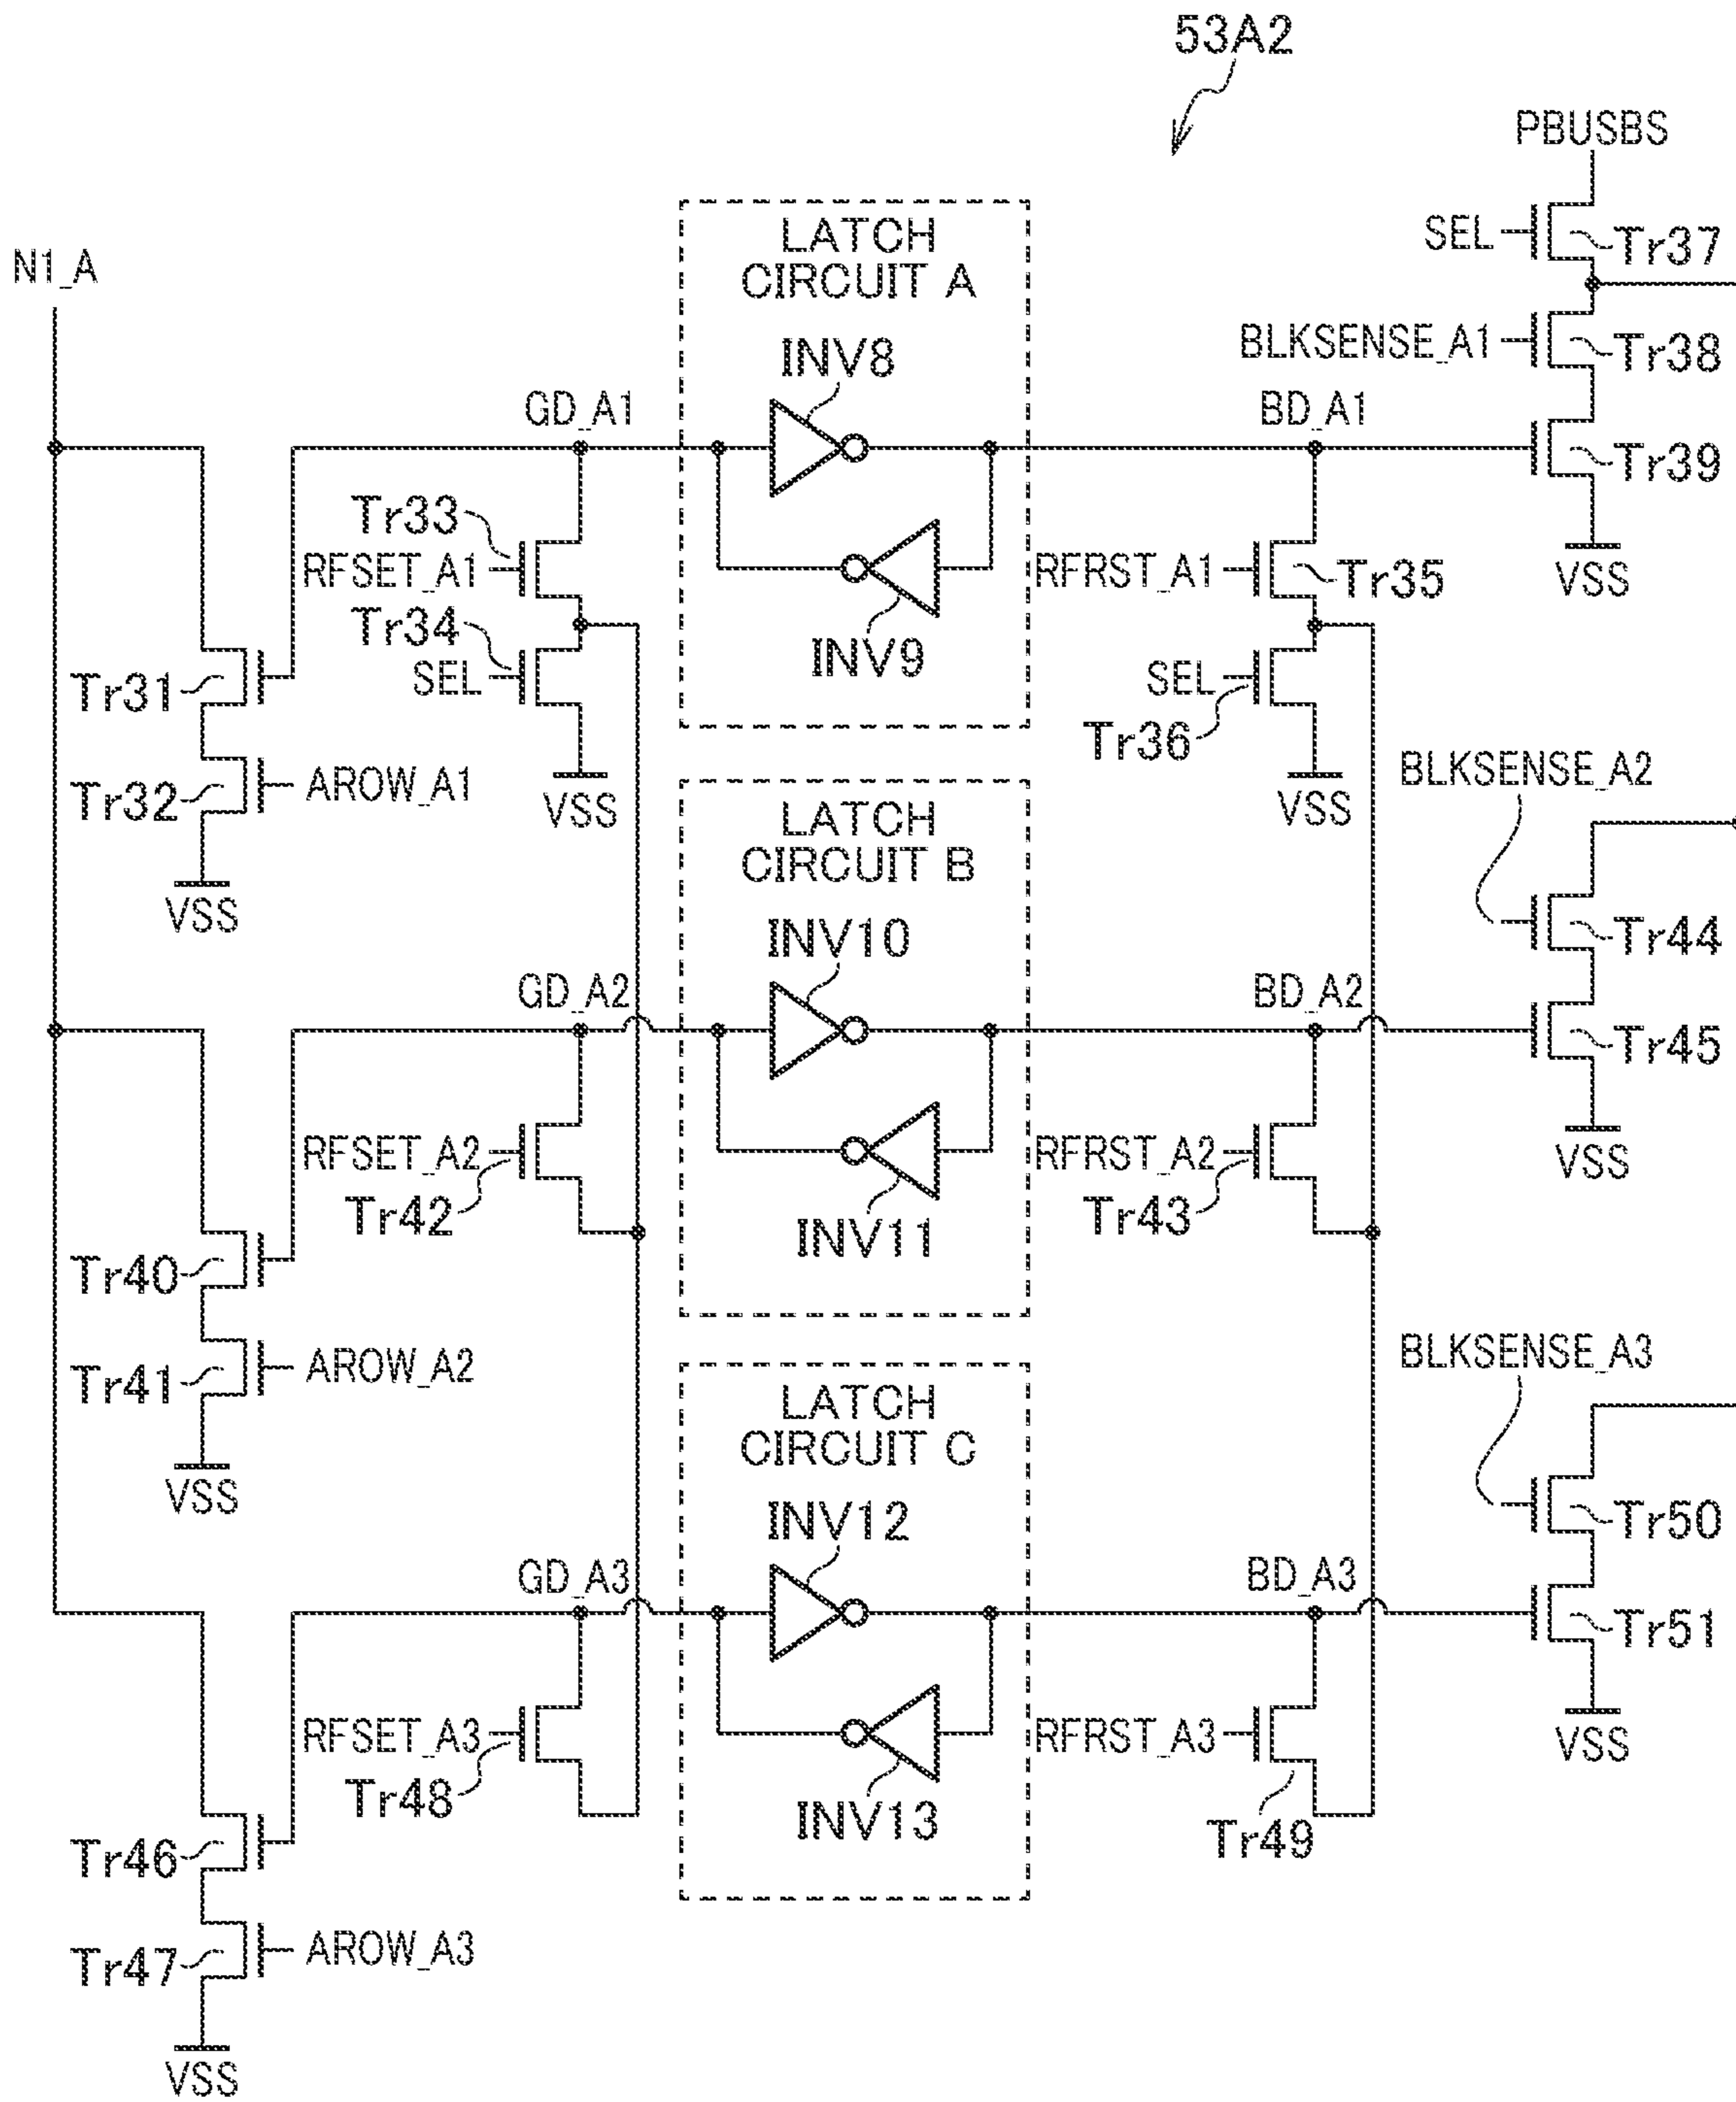 53A2
PBUSBS
SEL
Tr37
N1_A
LATCH
CIRCUIT A
INV8
BLKSENSE_A1
Tr38
GD_A1
BD_A1
Tr39
Tr33
RFSET_A1
RFRST_A1
Tr35
VSS
Tr34
SEL
INV9
SEL
Tr36
Tr31
Tr32
AROW_A1
VSS
VSS
BLKSENSE_A2
VSS
LATCH
CIRCUIT B
INV10
Tr44
GD_A2
BD_A2
Tr45
RFSET_A2
Tr42
RFRST_A2
Tr43
VSS
INV11
Tr40
Tr41
AROW_A2
BLKSENSE_A3
VSS
LATCH
CIRCUIT C
INV12
Tr50
GD_A3
BD_A3
Tr51
RFSET_A3
Tr48
RFRST_A3
VSS
INV13
Tr49
Tr46
Tr47
AROW_A3
VSS